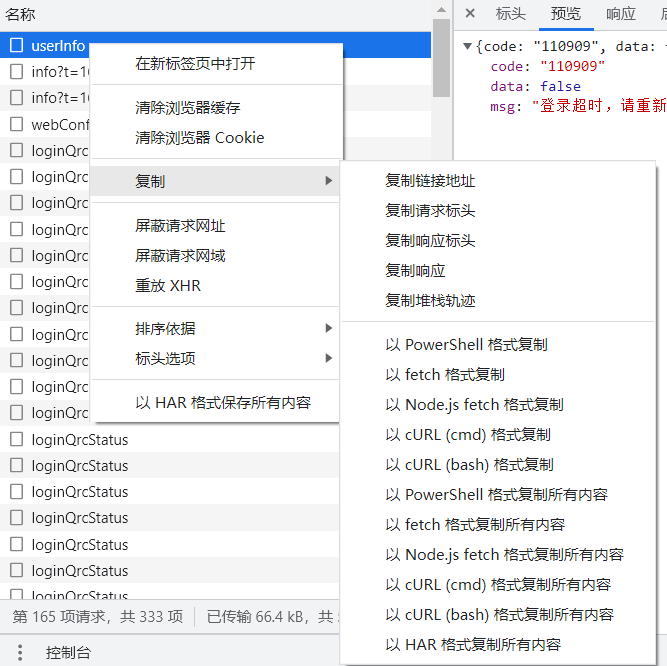 名称
标头
预览
响应
userInfo
info?t=1
info?t=1
webConf
loginQrc
loginQrc
loginQrc
loginQrc
loginQrc
loginQrc
loginQrc
loginQrc
loginQrc
loginQrc
loginQrc
loginQrcStatus
loginQrcStatus
loginQrcStatus
loginQrcStatus
loginQrcStatus
loginQrcStatus
loginQrcStatus
第 165 项请求，共 333 项
已传输 66.4 kB，共
控制台
在新标签页中打开
清除浏览器缓存
清除浏览器 Cookie
复制
屏蔽请求网址
屏蔽请求网域
重放 XHR
排序依据
标头选项
以 HAR 格式保存所有内容
{code: "110909", data:
code: "110909"
data: false
msg: "登录超时，请重新
复制链接地址
复制请求标头
复制响应标头
复制响应
复制堆栈轨迹
以 PowerShell 格式复制
以 fetch 格式复制
以 Node.js fetch 格式复制
以 cURL (cmd) 格式复制
以 cURL (bash) 格式复制
以 PowerShell 格式复制所有内容
以 fetch 格式复制所有内容
以 Node.js fetch 格式复制所有内容
以 cURL (cmd) 格式复制所有内容
以 cURL (bash) 格式复制所有内容
以 HAR 格式复制所有内容